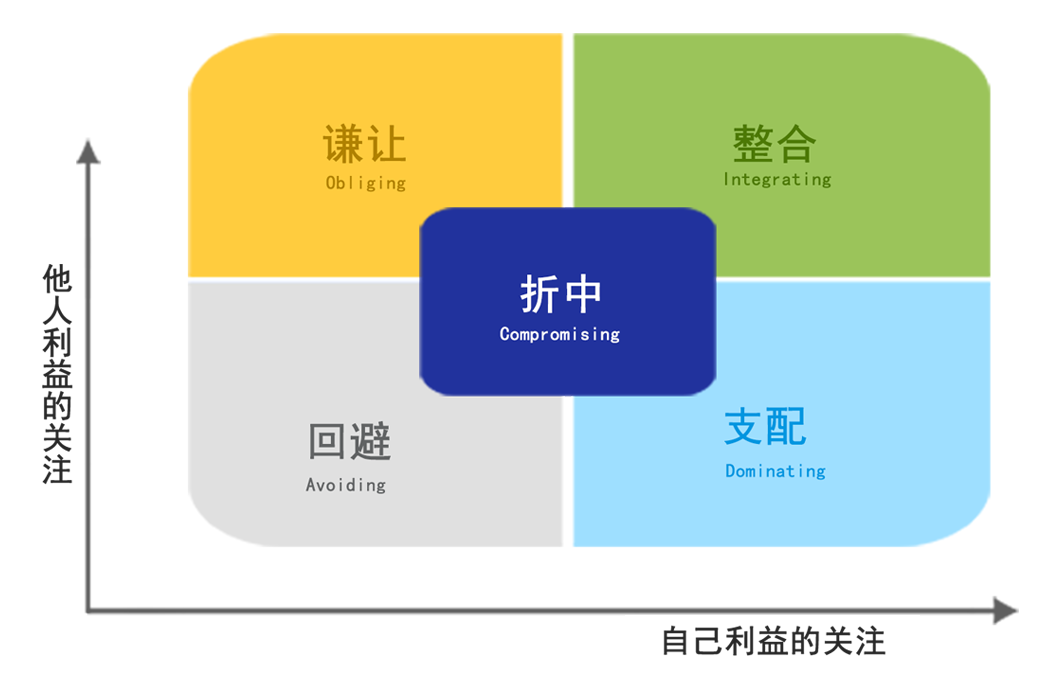 谦让
Obliging
整合
Integrating
折中
Compromising
回避
Avoiding
支配
Dominating
他人利益的关注
自己利益的关注